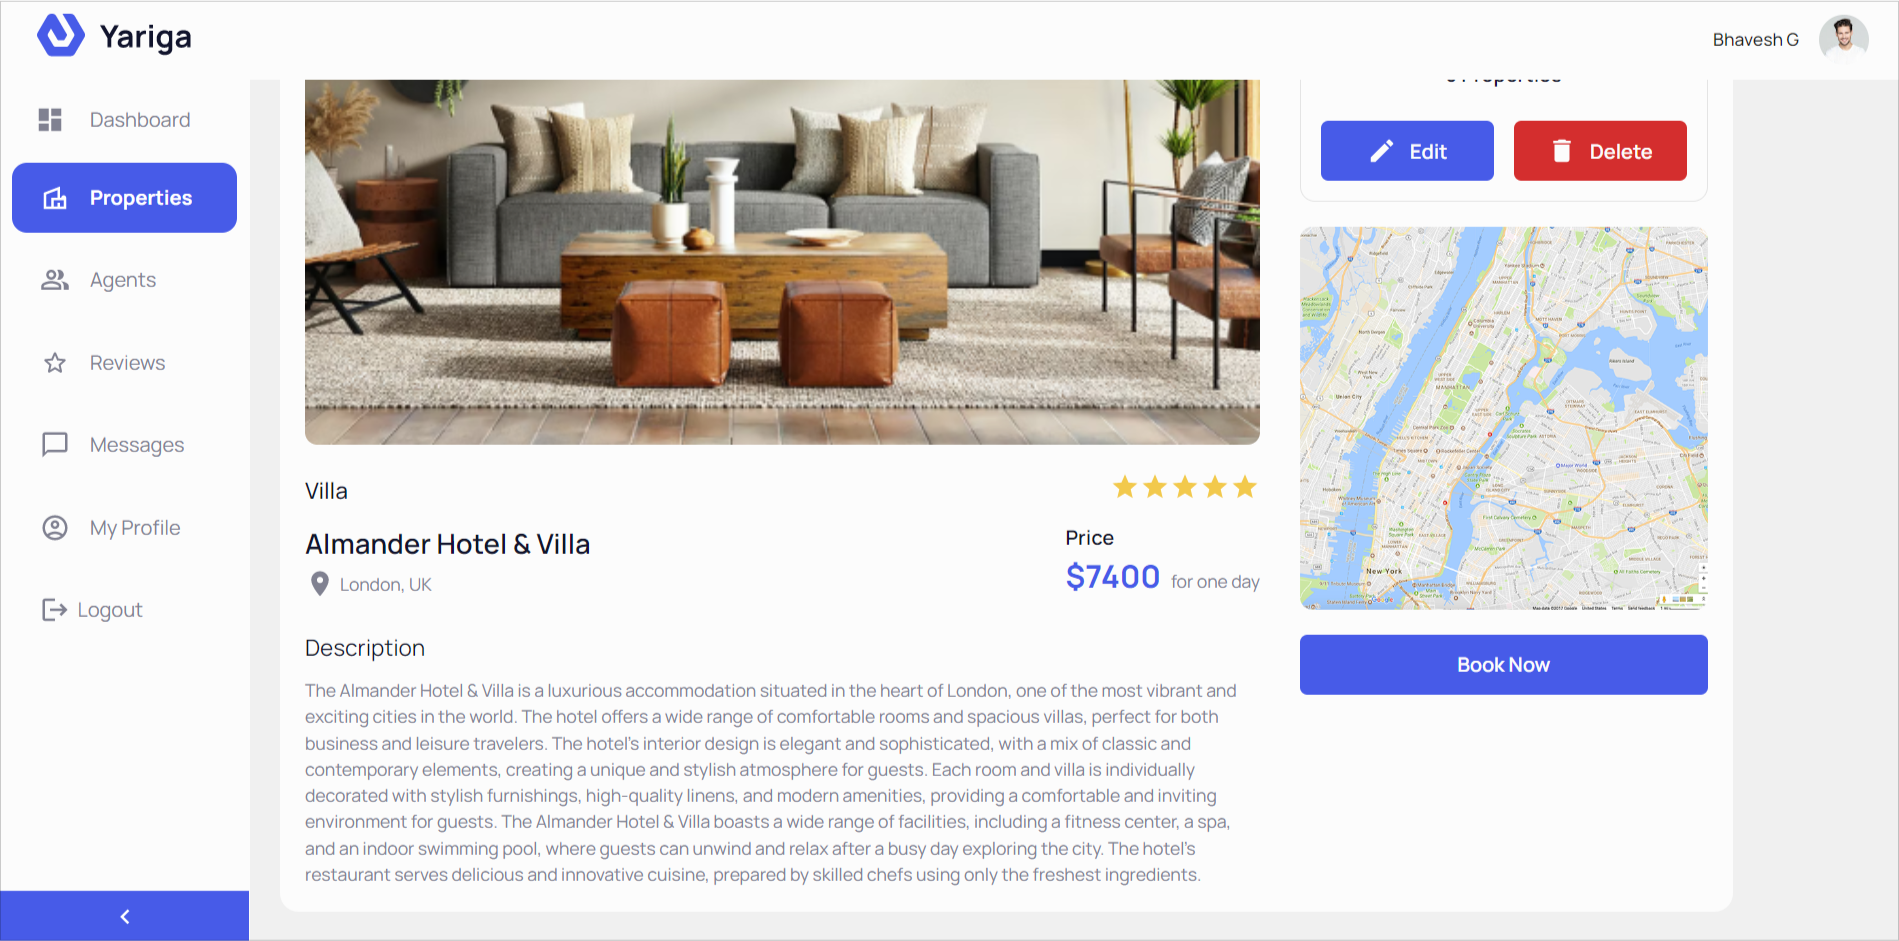 Yariga
Bhavesh G
Dashboard
Properties
Agents
Reviews
Messages
My Profile
Logout
Villa
Almander Hotel & Villa
London, UK
Price
$7400 for one day
Description
The Almander Hotel & Villa is a luxurious accommodation situated in the heart of London, one of the most vibrant and
exciting cities in the world. The hotel offers a wide range of comfortable rooms and spacious villas, perfect for both
business and leisure travelers. The hotel's interior design is elegant and sophisticated, with a mix of classic and
contemporary elements, creating a unique and stylish atmosphere for guests. Each room and villa is individually
decorated with stylish furnishings, high-quality linens, and modern amenities, providing a comfortable and inviting
environment for guests. The Almander Hotel & Villa boasts a wide range of facilities, including a fitness center, a spa,
and an indoor swimming pool, where guests can unwind and relax after a busy day exploring the city. The hotel's
restaurant serves delicious and innovative cuisine, prepared by skilled chefs using only the freshest ingredients.
Properties
Edit
Delete
MANHATTAN
Union City
New York
Book Now